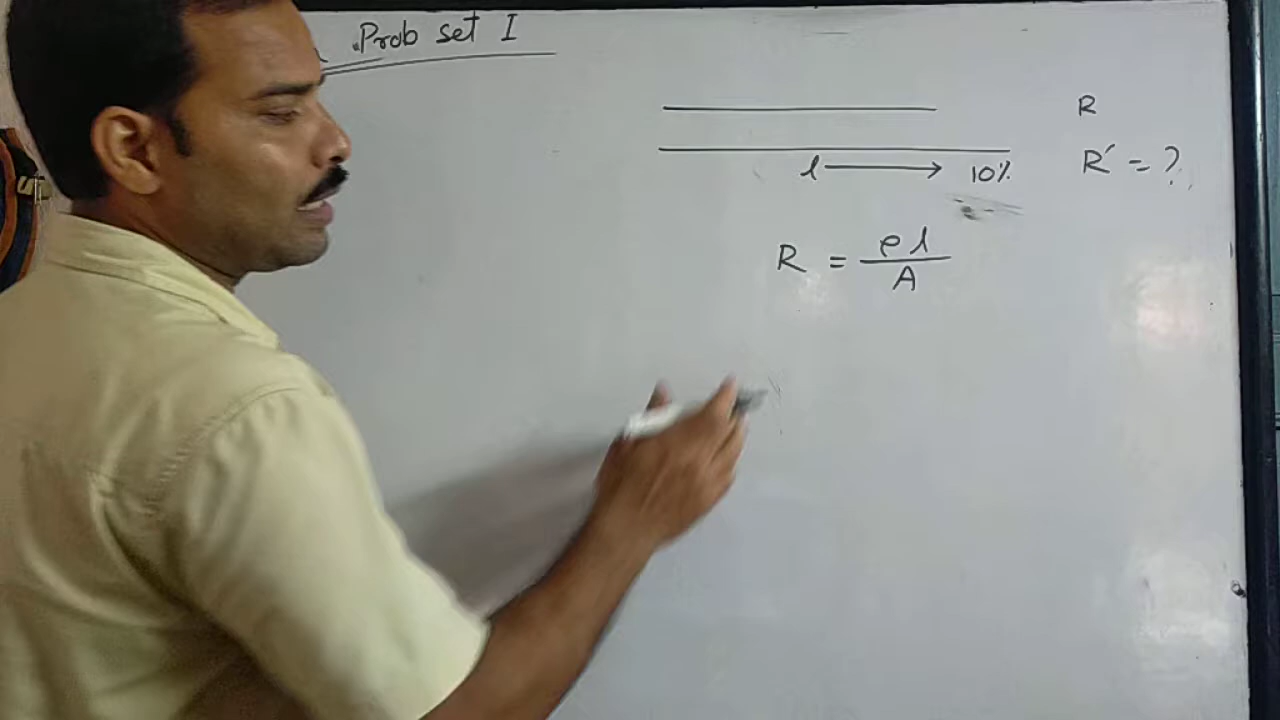 Prob set I
R
l ⟶ 10% R′ = ?
R = ρl / A